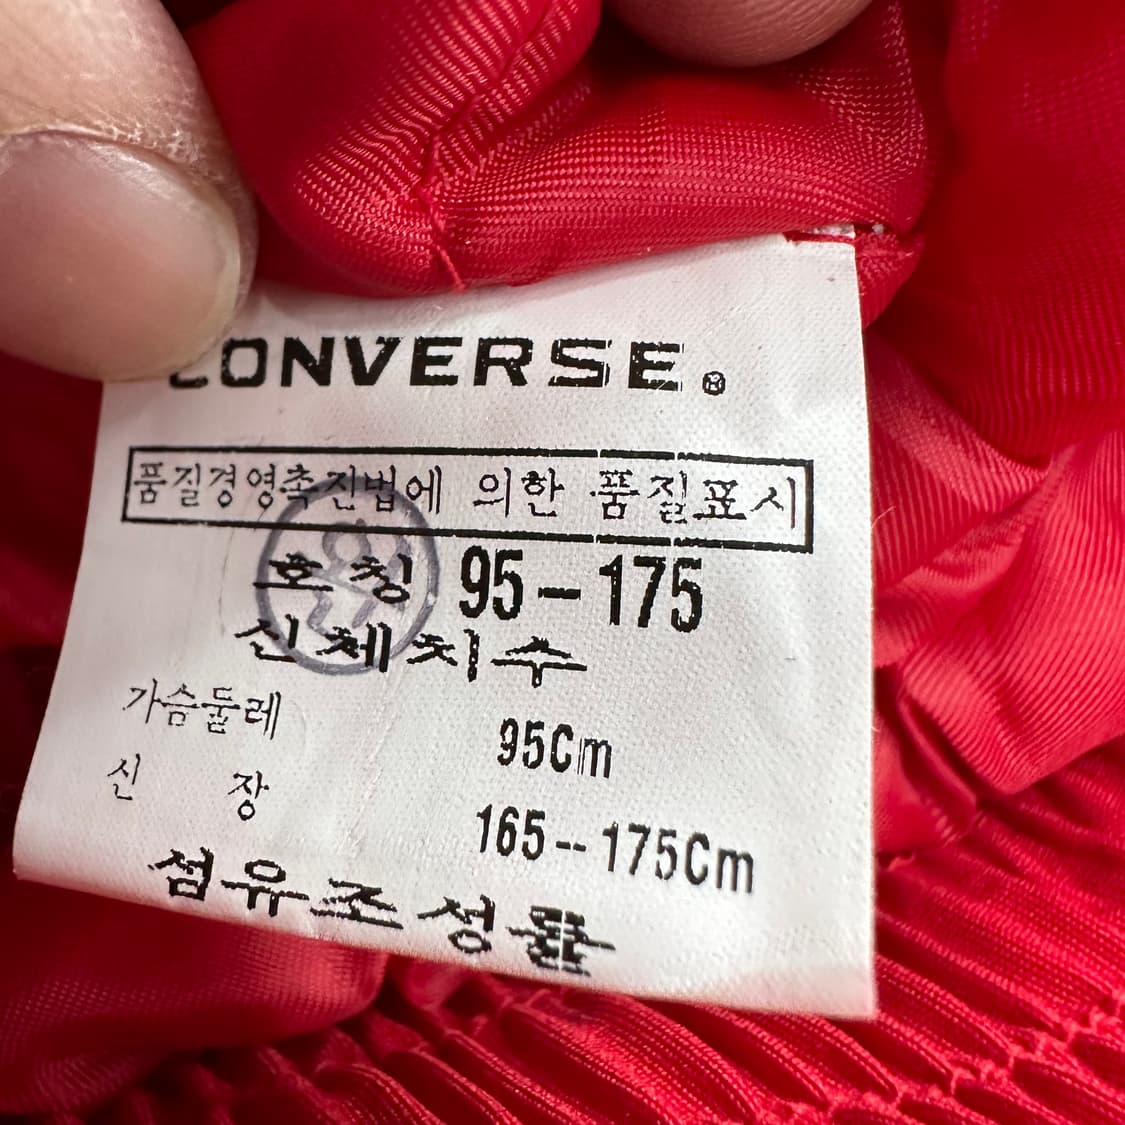 CONVERSE®
품질경영촉진법에 의한 품질표시
호칭 95-175
신체치수
가슴둘레 95Cm
신 장 165--175Cm
섬유조성률